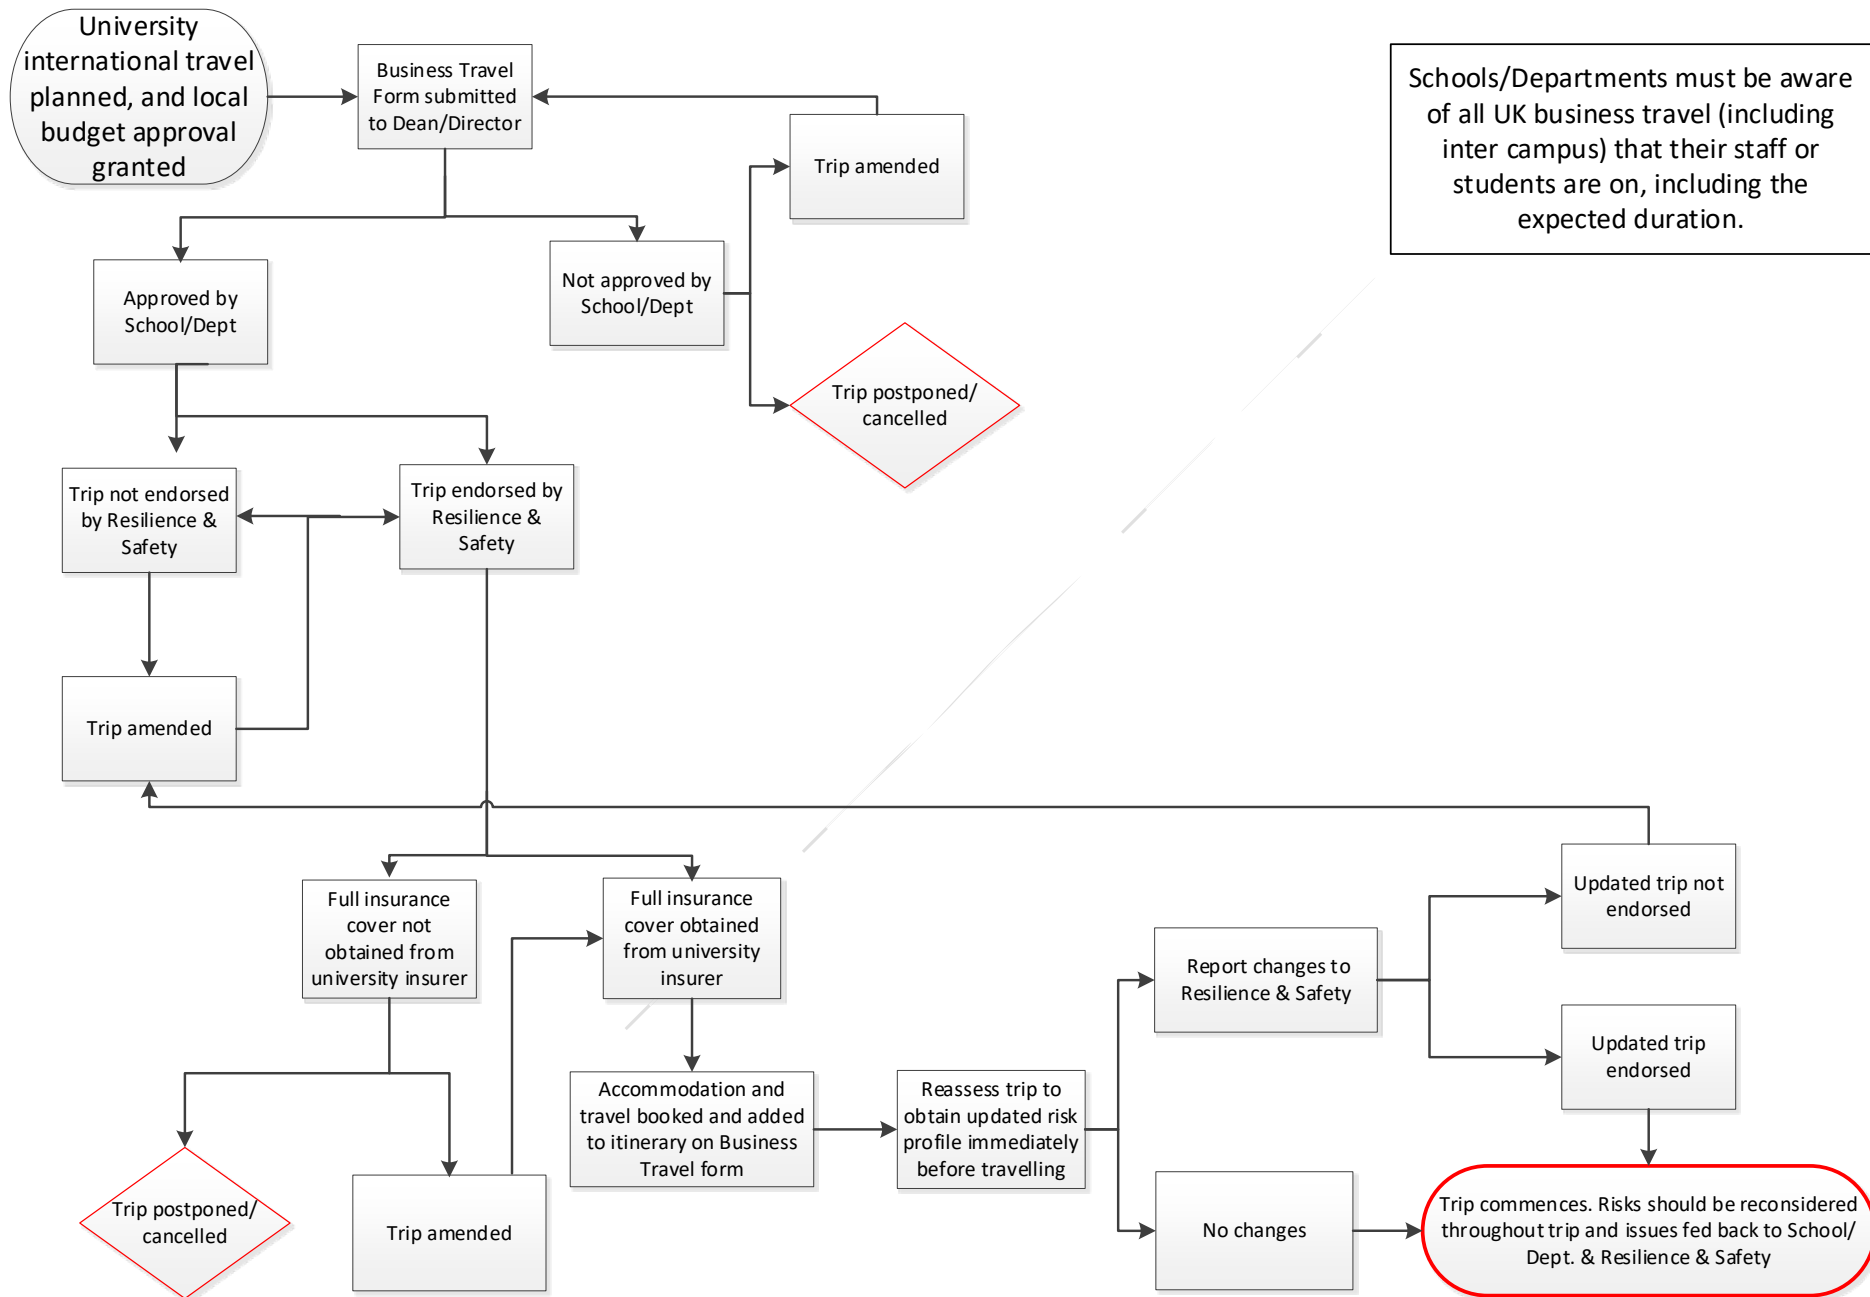 University
international travel
planned, and local
budget approval
granted
Business Travel
Form submitted
to Dean/Director
Schools/Departments must be aware
of all UK business travel (including
inter campus) that their staff or
students are on, including the
expected duration.
Trip amended
Approved by
School/Dept
Not approved by
School/Dept
Trip postponed/
cancelled
Trip not endorsed
by Resilience &
Safety
Trip endorsed by
Resilience &
Safety
Trip amended
Full insurance
cover not
obtained from
university insurer
Full insurance
cover obtained
from university
insurer
Updated trip not
endorsed
Report changes to
Resilience & Safety
Updated trip
endorsed
Accommodation and
travel booked and added
to itinerary on Business
Travel form
Reassess trip to
obtain updated risk
profile immediately
before travelling
Trip postponed/
cancelled
Trip amended
No changes
Trip commences. Risks should be reconsidered
throughout trip and issues fed back to School/
Dept. & Resilience & Safety